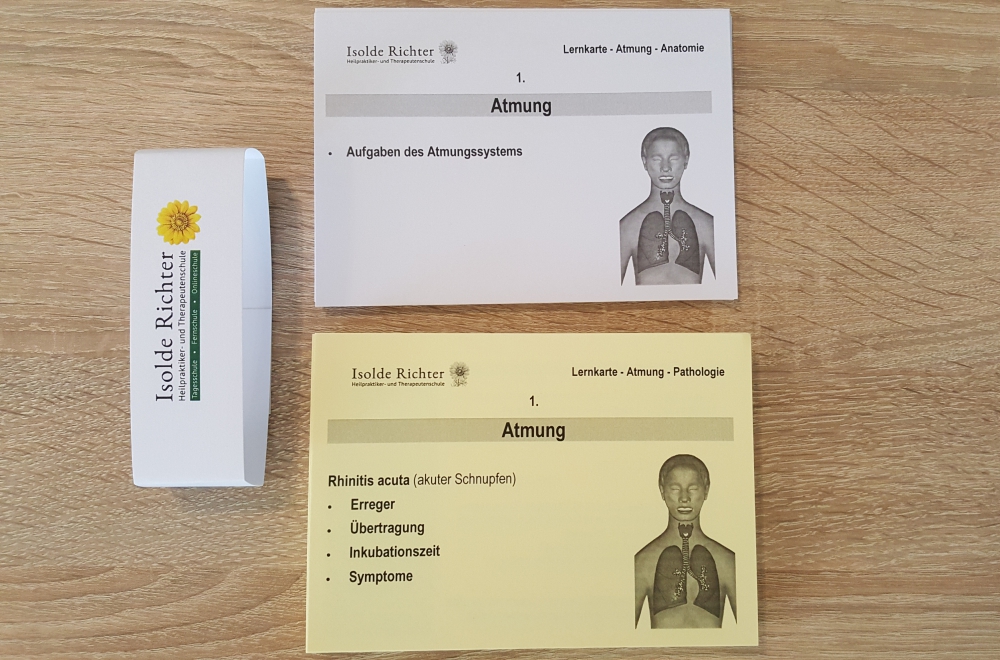 Isolde Richter
Heilpraktiker- und Therapeutenschule
Tagesschule • Fernschule • Onlineschule
Isolde Richter
Heilpraktiker- und Therapeutenschule
Lernkarte - Atmung - Anatomie
1.
Atmung
• Aufgaben des Atmungssystems
Isolde Richter
Heilpraktiker- und Therapeutenschule
Lernkarte - Atmung - Pathologie
1.
Atmung
Rhinitis acuta (akuter Schnupfen)
• Erreger
• Übertragung
• Inkubationszeit
• Symptome